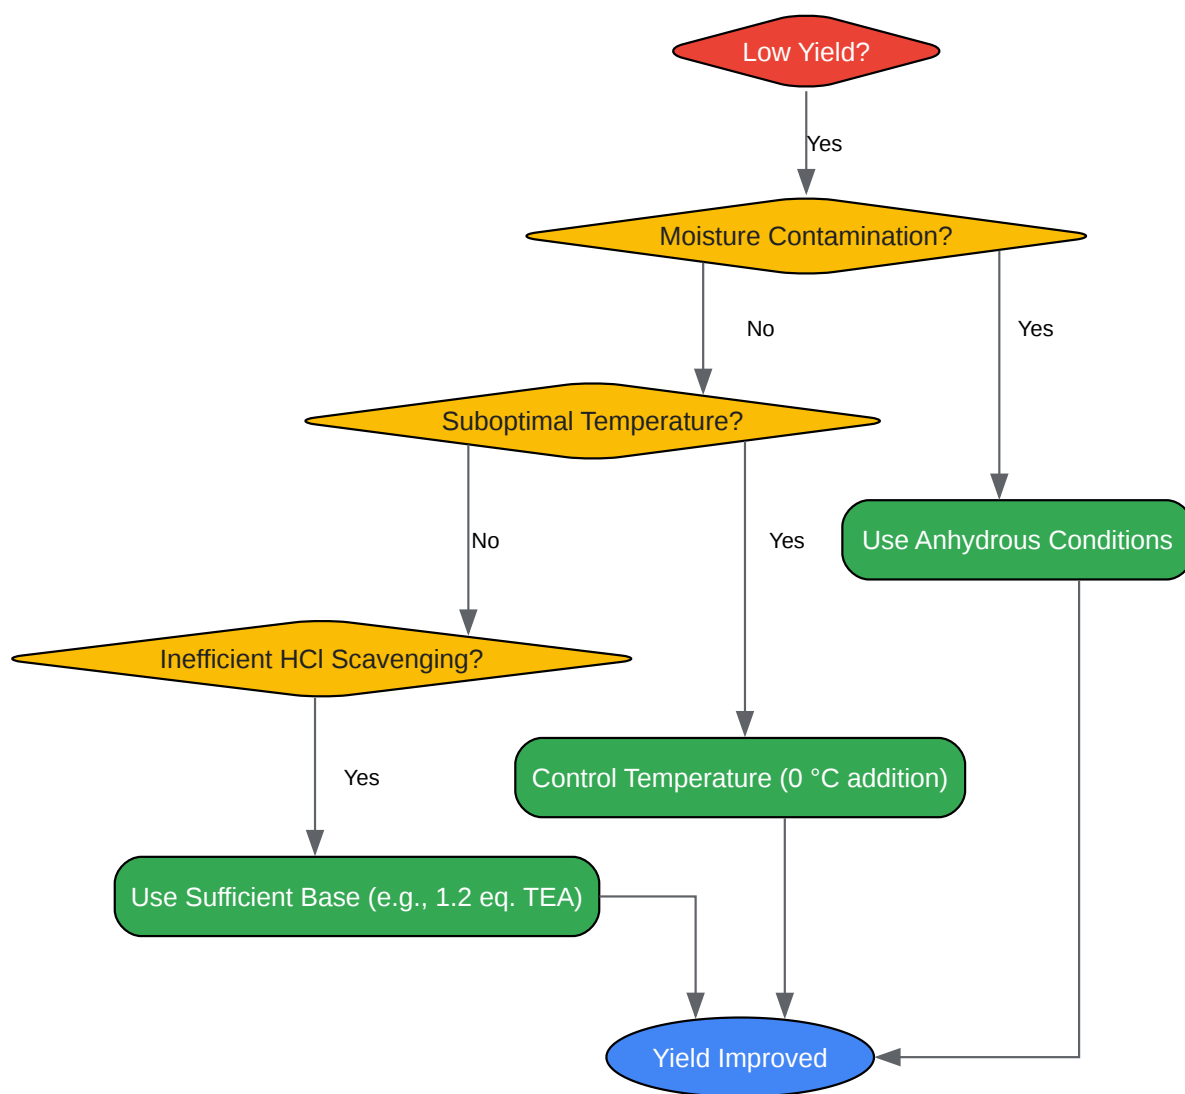 Low Yield?
Yes
Moisture Contamination?
No
Yes
Suboptimal Temperature?
No
Yes
Use Anhydrous Conditions
Inefficient HCl Scavenging?
Yes
Control Temperature (0 °C addition)
Use Sufficient Base (e.g., 1.2 eq. TEA)
Yield Improved